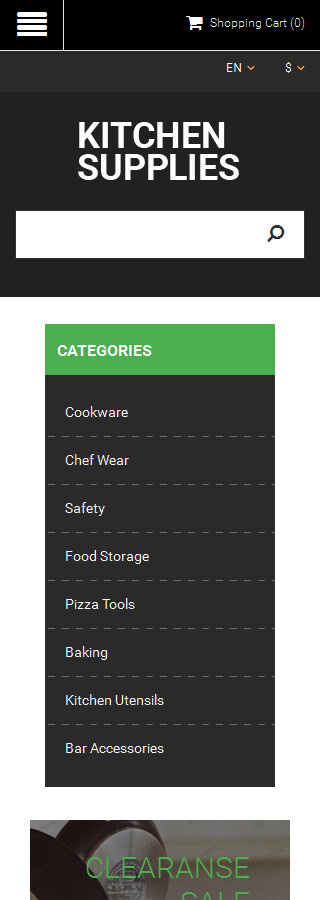 Shopping Cart (0)
EN
$
KITCHEN
SUPPLIES
CATEGORIES
Cookware
Chef Wear
Safety
Food Storage
Pizza Tools
Baking
Kitchen Utensils
Bar Accessories
CLEARANSE
SALE